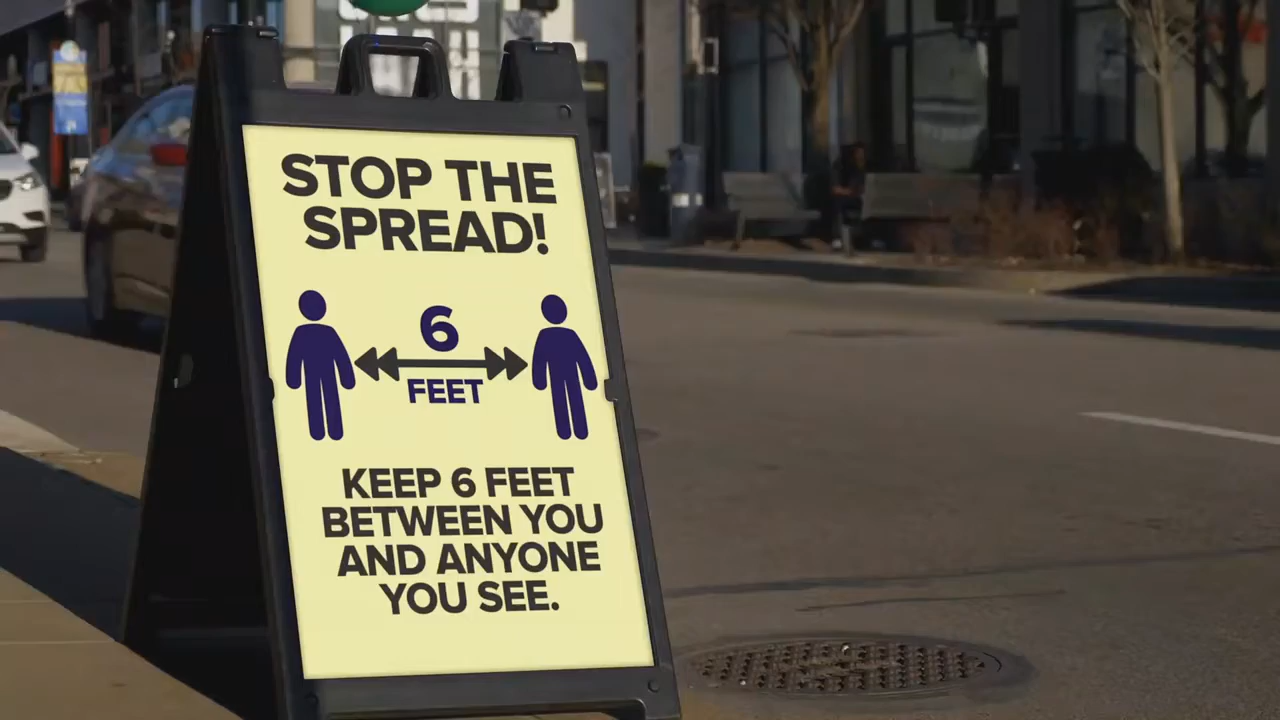 STOP THE
SPREAD!
6
FEET
KEEP 6 FEET
BETWEEN YOU
AND ANYONE
YOU SEE.